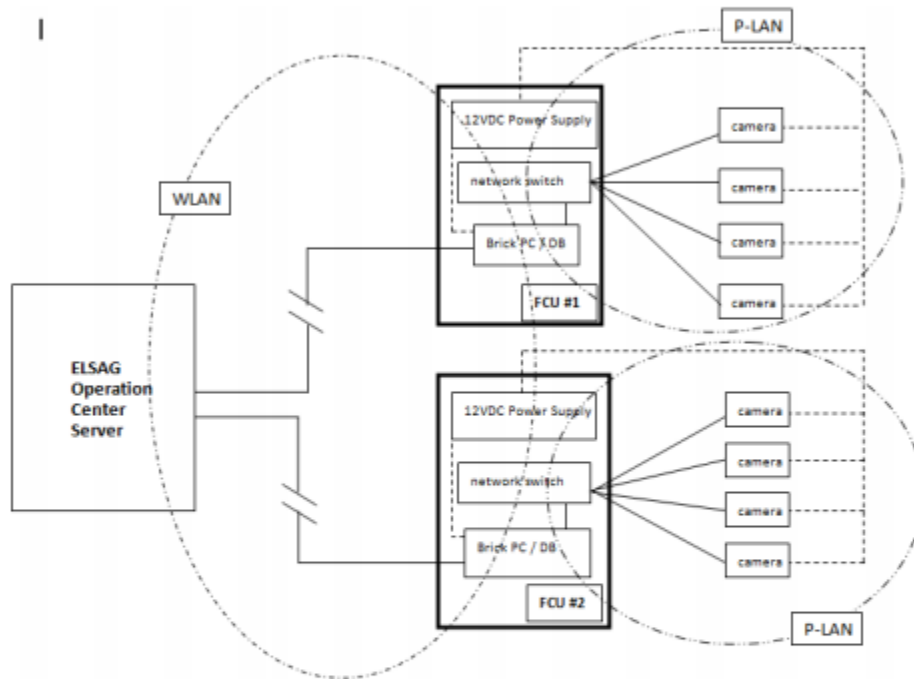 P-LAN
12VDC Power Supply
network switch
Brick PC / DB
FCU #1
camera
camera
camera
camera
WLAN
ELSAG
Operation
Center
Server
12VDC Power Supply
network switch
Brick PC / DB
FCU #2
camera
camera
camera
camera
P-LAN